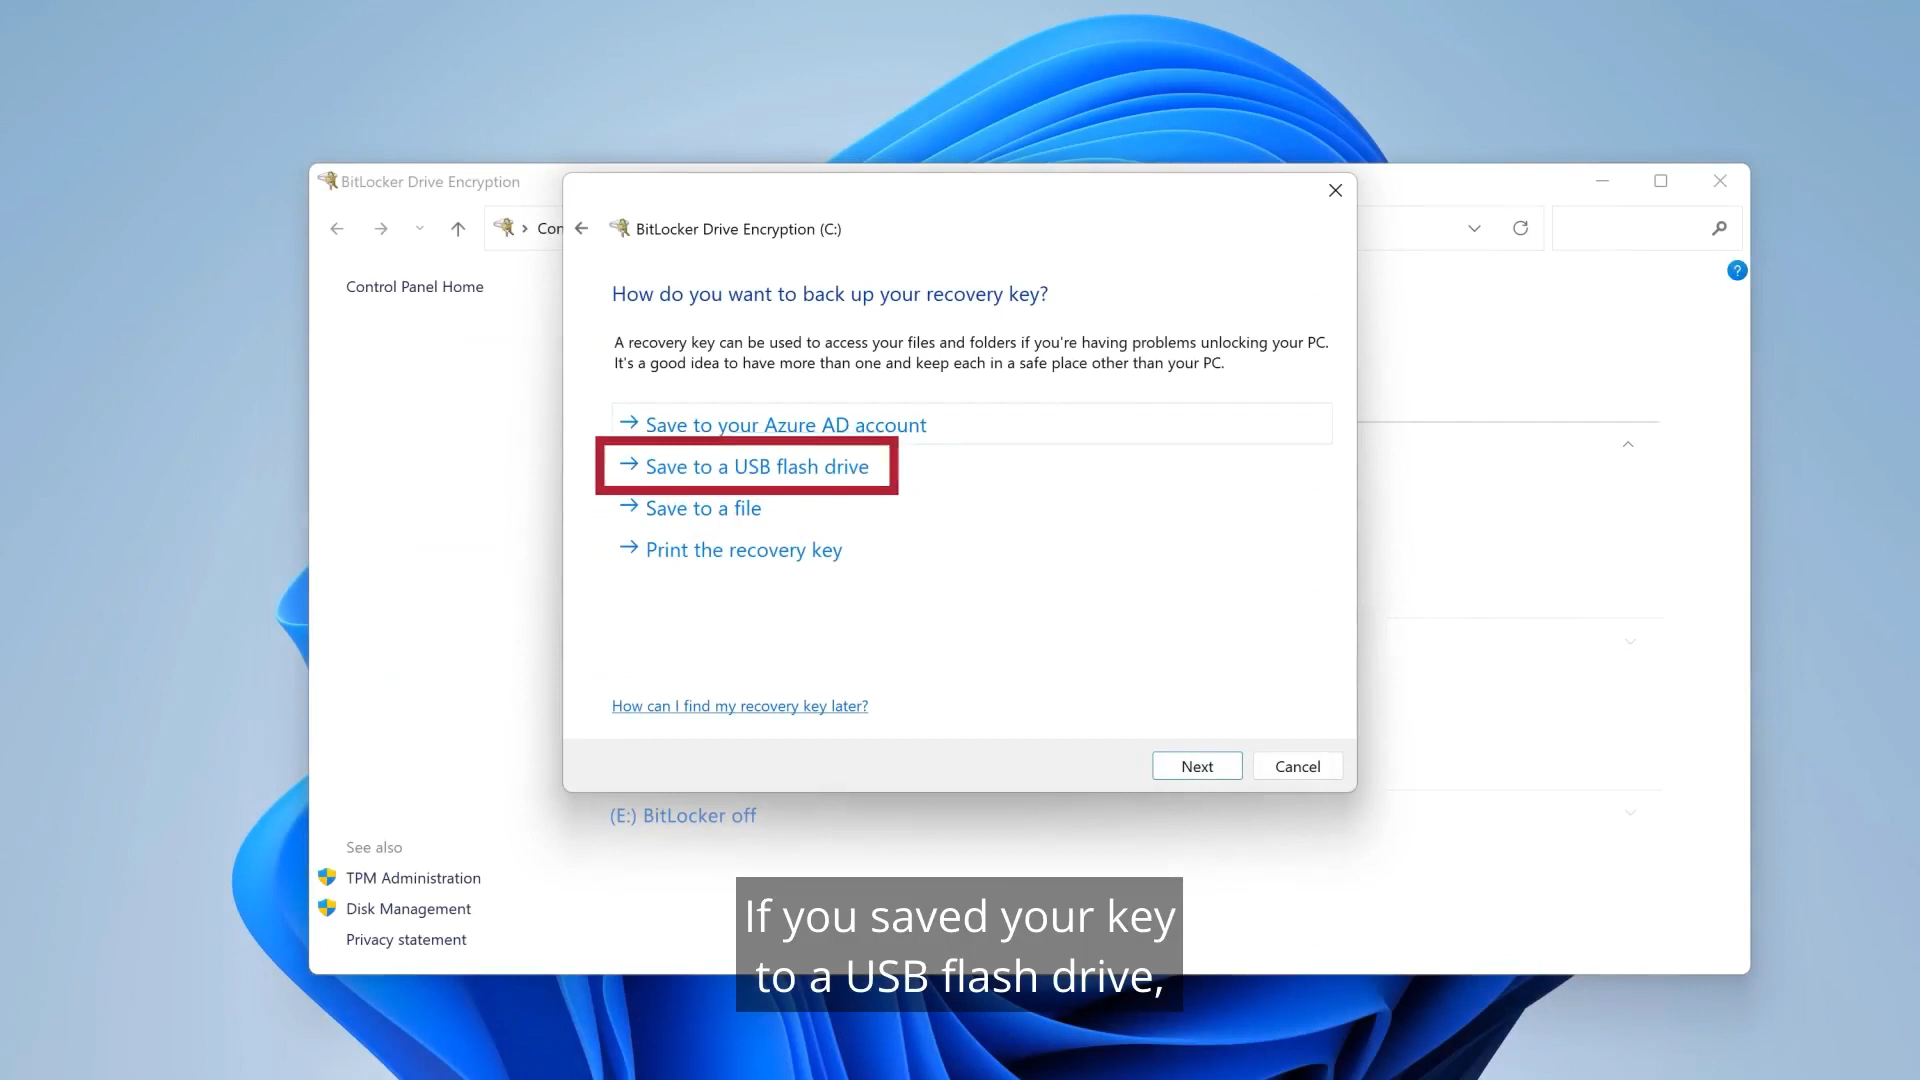 BitLocker Drive Encryption
Con
Control Panel Home
BitLocker Drive Encryption (C:)
How do you want to back up your recovery key?
A recovery key can be used to access your files and folders if you're having problems unlocking your PC.
It's a good idea to have more than one and keep each in a safe place other than your PC.
Save to your Azure AD account
Save to a USB flash drive
Save to a file
Print the recovery key
How can I find my recovery key later?
Next
Cancel
?
(E:) BitLocker off
See also
TPM Administration
Disk Management
Privacy statement
If you saved your key
to a USB flash drive,